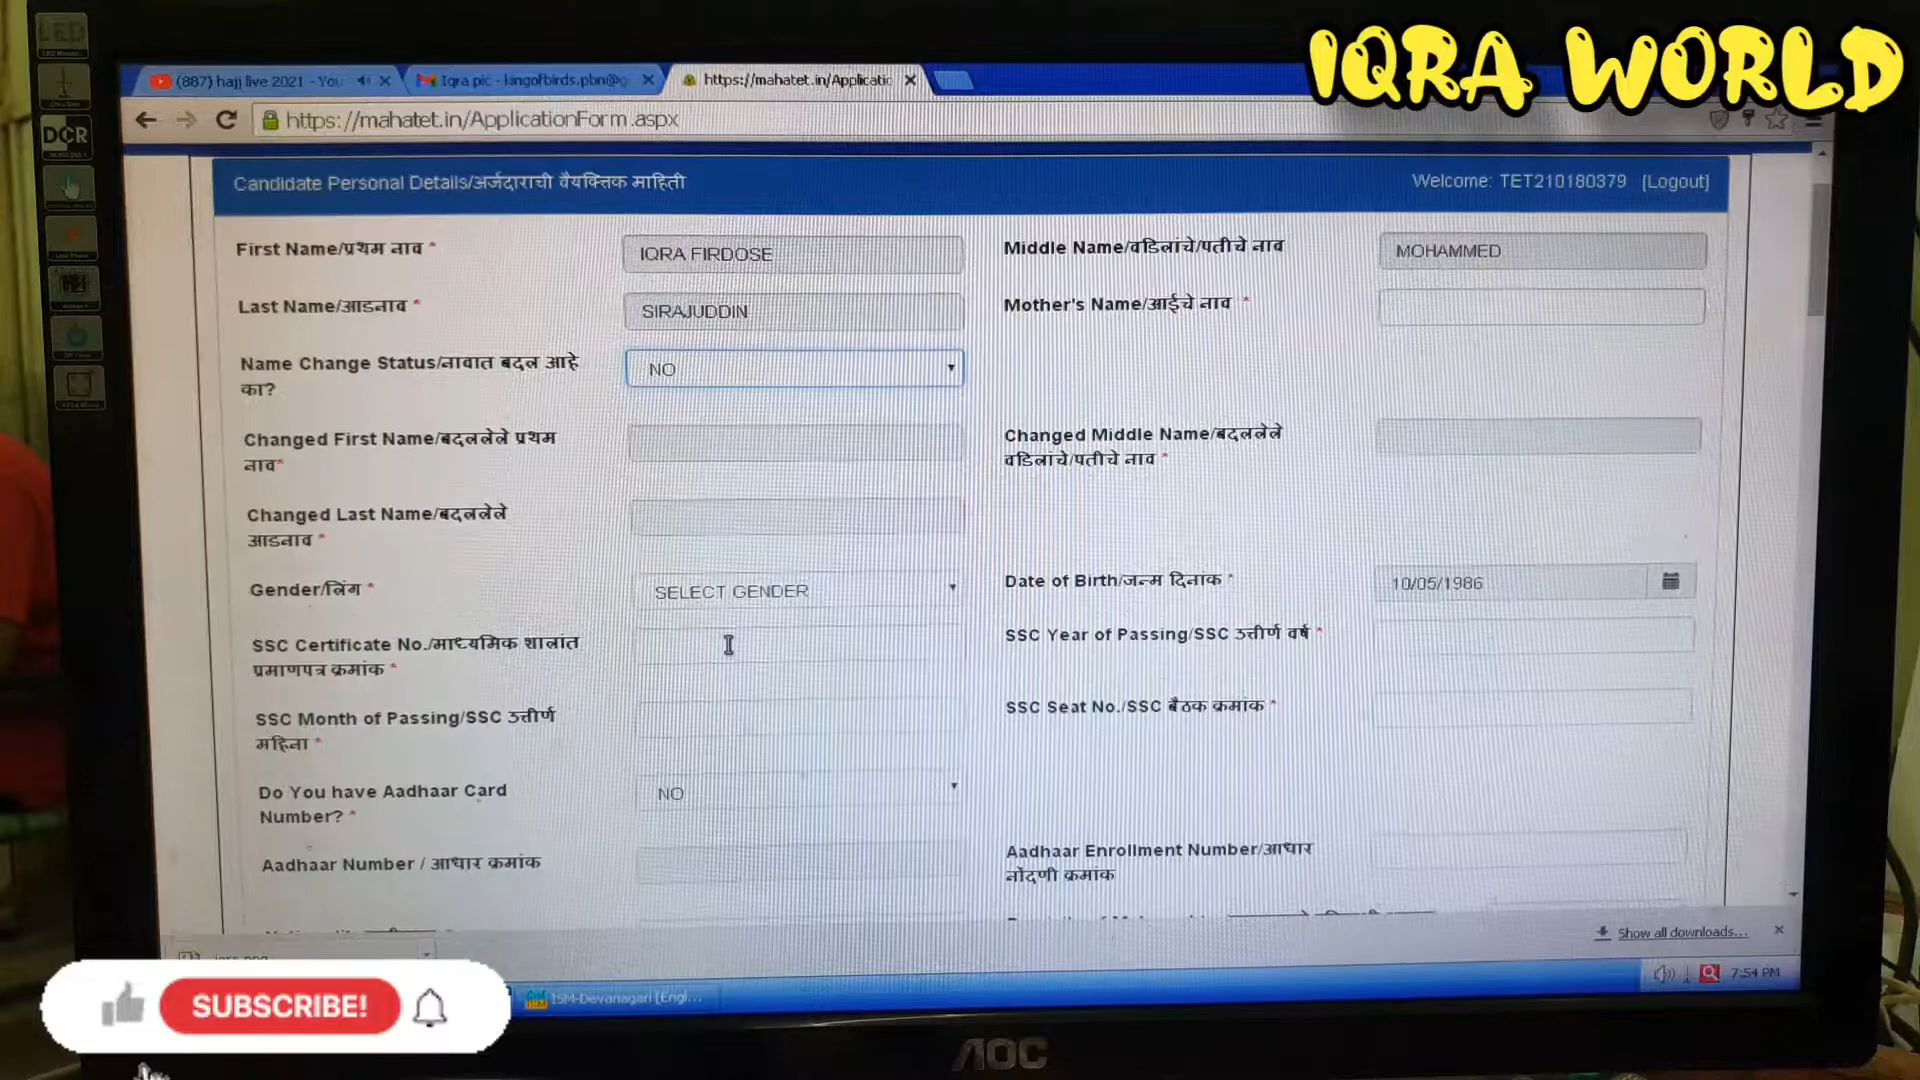 IQRA WORLD
LED
DCR
(887) hajj live 2021 - You
Iqra pic - kingofbirds.pbn@g
https://mahatet.in/Applicatio
https://mahatet.in/ApplicationForm.aspx
Candidate Personal Details/अर्जदाराची वैयक्तिक माहिती
Welcome: TET210180379 [Logout]
First Name/प्रथम नाव *
IQRA FIRDOSE
Middle Name/वडिलांचे/पतीचे नाव
MOHAMMED
Last Name/आडनाव *
SIRAJUDDIN
Mother's Name/आईचे नाव *
Name Change Status/नावात बदल आहे
का?
NO
Changed First Name/बदललेले प्रथम
नाव*
Changed Middle Name/बदललेले
वडिलांचे/पतीचे नाव *
Changed Last Name/बदललेले
आडनाव *
Gender/लिंग *
SELECT GENDER
Date of Birth/जन्म दिनांक *
10/05/1986
SSC Certificate No./माध्यमिक शालांत
प्रमाणपत्र क्रमांक *
SSC Year of Passing/SSC उत्तीर्ण वर्ष *
SSC Month of Passing/SSC उत्तीर्ण
महिना *
SSC Seat No./SSC बैठक क्रमांक *
Do You have Aadhaar Card
Number? *
NO
Aadhaar Number / आधार क्रमांक
Aadhaar Enrollment Number/आधार
नोंदणी क्रमांक
Show all downloads...
ISM-Devanagari [Engl...
7:54 PM
SUBSCRIBE!
AOC